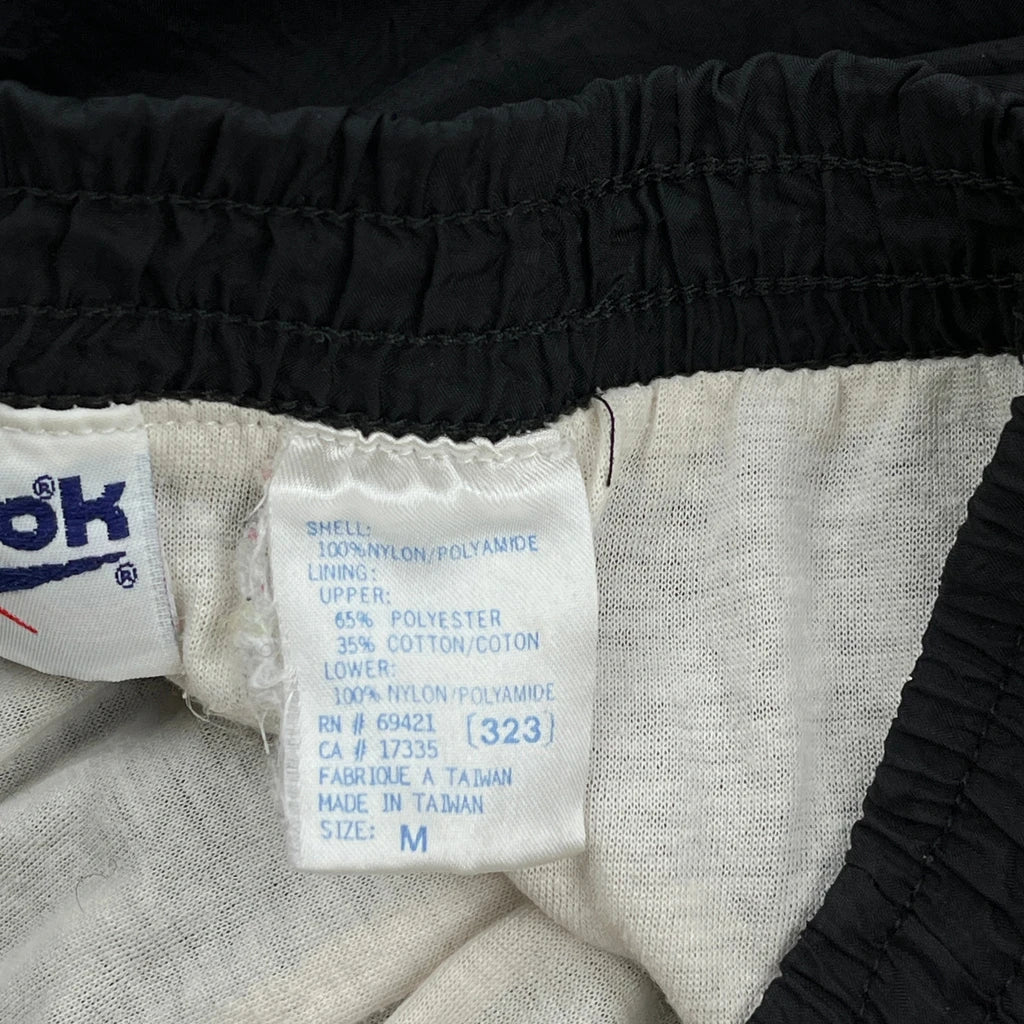 ok®
®
SHELL:
100%NYLON/POLYAMIDE
LINING:
UPPER:
65% POLYESTER
35% COTTON/COTON
LOWER:
100% NYLON/POLYAMIDE
RN # 69421 [323]
CA # 17335
FABRIQUE A TAIWAN
MADE IN TAIWAN
SIZE: M